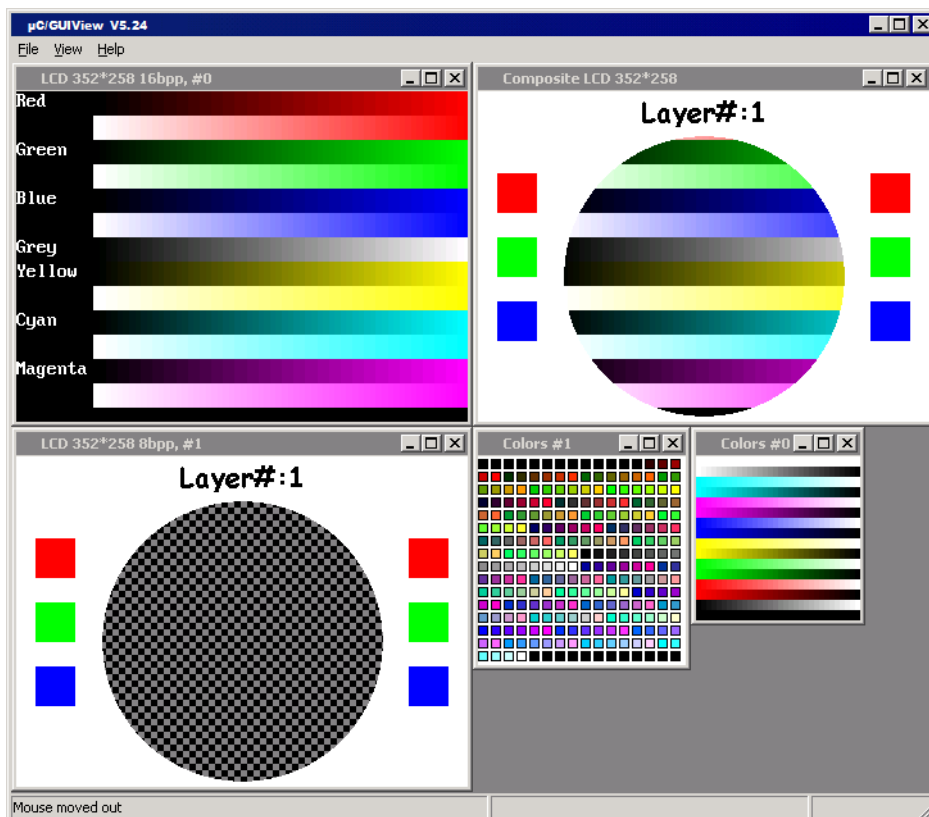 µC/GUIView V5.24
File View Help
LCD 352*258 16bpp, #0
Red
Green
Blue
Grey
Yellow
Cyan
Magenta
Composite LCD 352*258
Layer#:1
LCD 352*258 8bpp, #1
Layer#:1
Colors #1
Colors #0
Mouse moved out